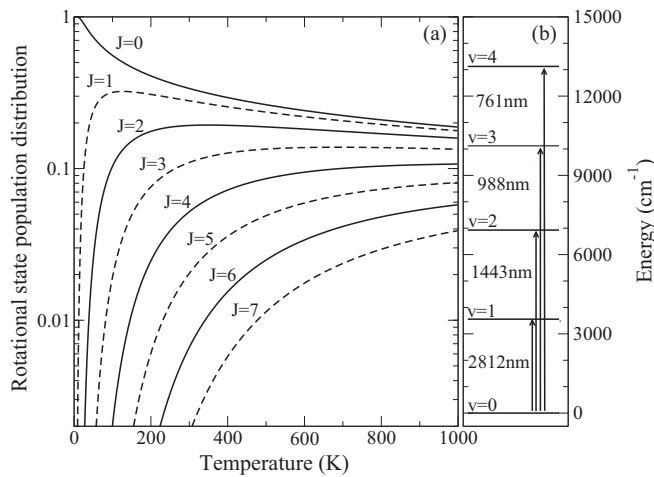 1
0.1
0.01
Rotational state population distribution
J=0
J=1
J=2
J=3
J=4
J=5
J=6
J=7
(a)
0
200
400
600
800
1000
Temperature (K)
(b)
v=4
761nm
v=3
988nm
v=2
1443nm
v=1
2812nm
v=0
15000
12000
9000
6000
3000
0
Energy (cm⁻¹)